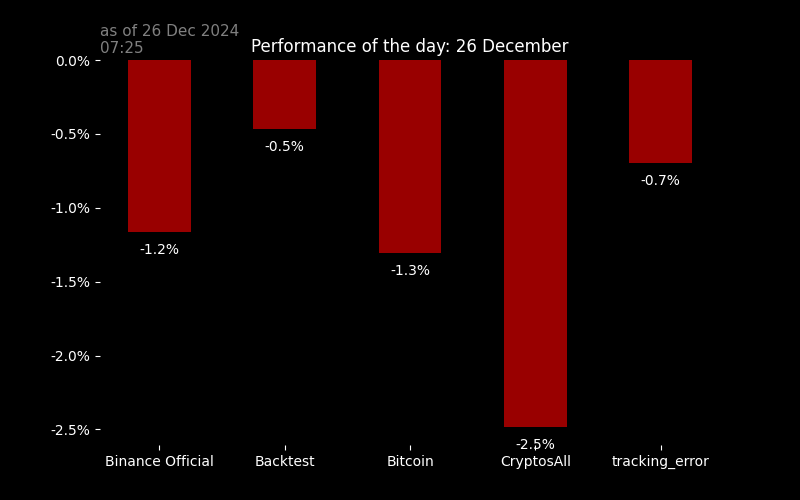 as of 26 Dec 2024
07:25
Performance of the day: 26 December
0.0%
-0.5%
-1.0%
-1.5%
-2.0%
-2.5%
-1.2%
-0.5%
-1.3%
-2.5%
-0.7%
Binance Official
Backtest
Bitcoin
CryptosAll
tracking_error